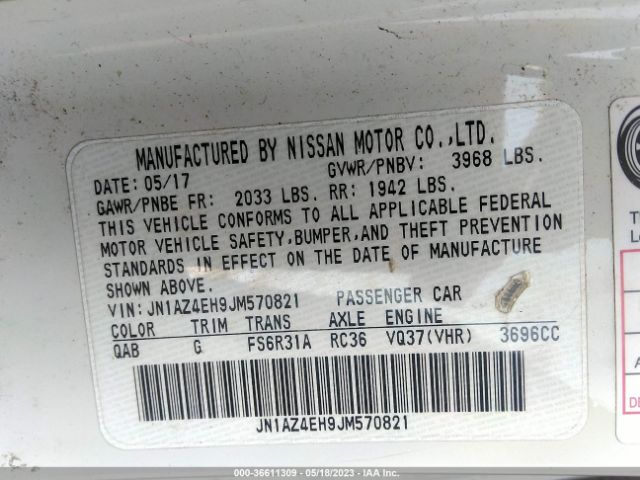 MANUFACTURED BY NISSAN MOTOR CO.,LTD.
DATE: 05/17 GVWR/PNBV: 3968 LBS.
GAWR/PNBE FR: 2033 LBS. RR: 1942 LBS.
THIS VEHICLE CONFORMS TO ALL APPLICABLE FEDERAL
MOTOR VEHICLE SAFETY,BUMPER,AND THEFT PREVENTION
STANDARDS IN EFFECT ON THE DATE OF MANUFACTURE
SHOWN ABOVE.
VIN: JN1AZ4EH9JM570821 PASSENGER CAR
COLOR TRIM TRANS AXLE ENGINE
QAB G FS6R31A RC36 VQ37(VHR) 3696CC
JN1AZ4EH9JM570821
000-36611309 - 05/18/2023 - IAA Inc.